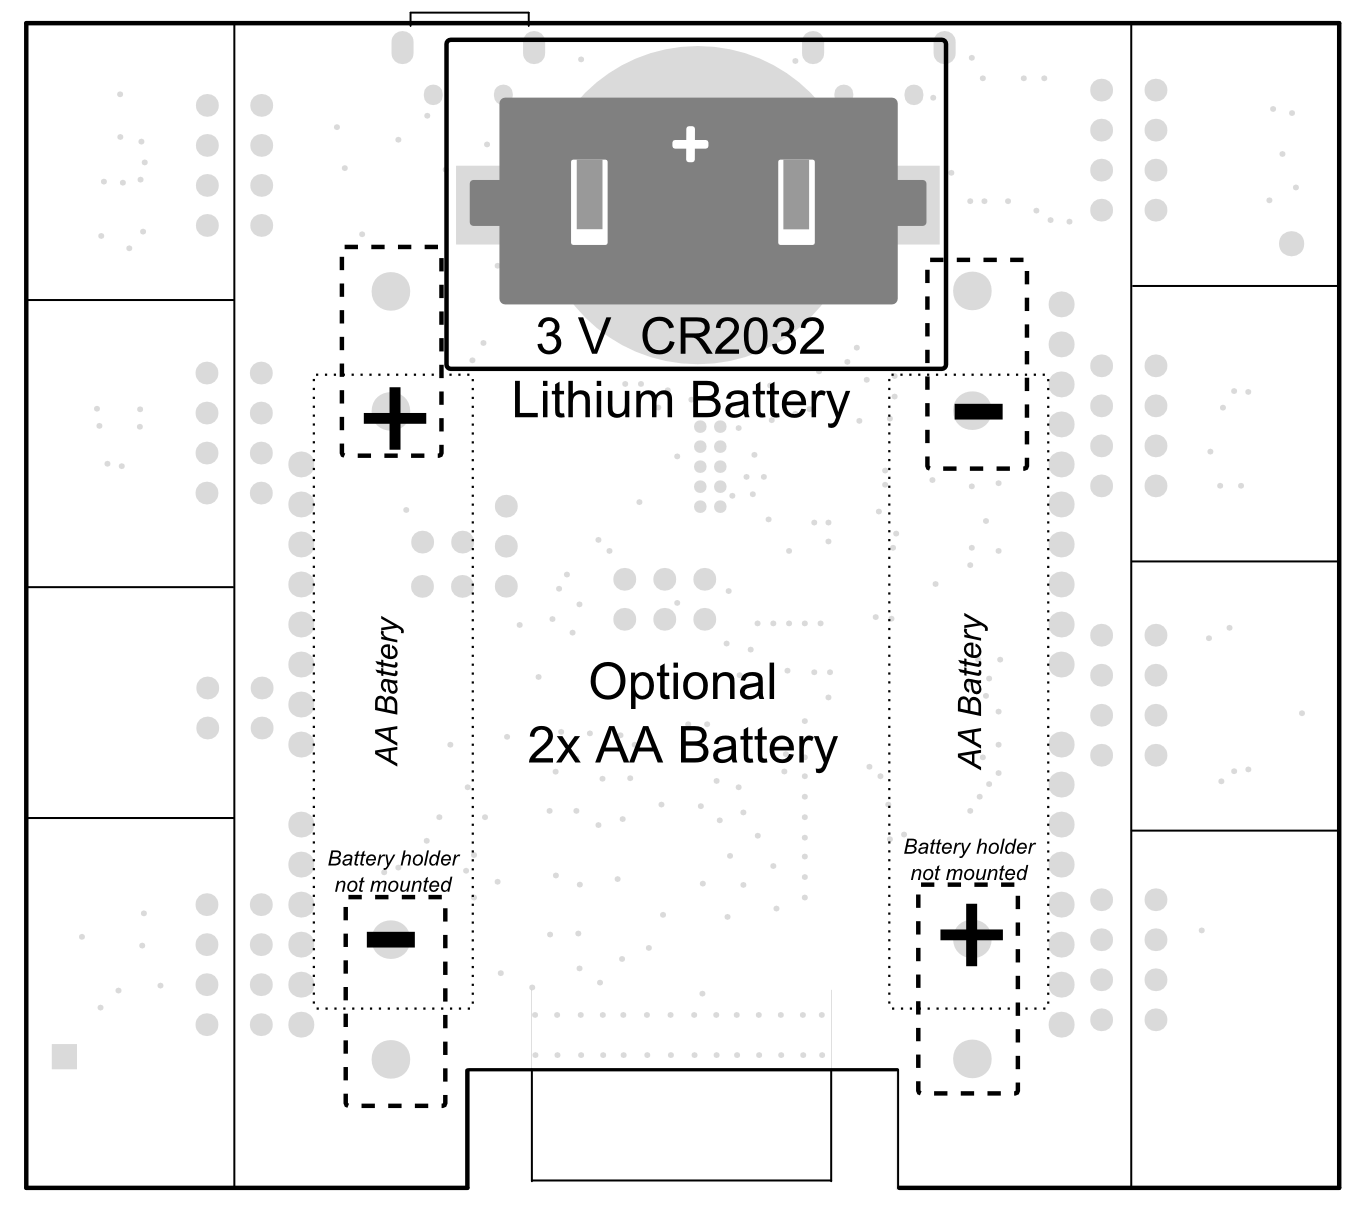 +
3 V CR2032
Lithium Battery
+
-
AA Battery
Optional
2x AA Battery
AA Battery
Battery holder
not mounted
Battery holder
not mounted
-
+